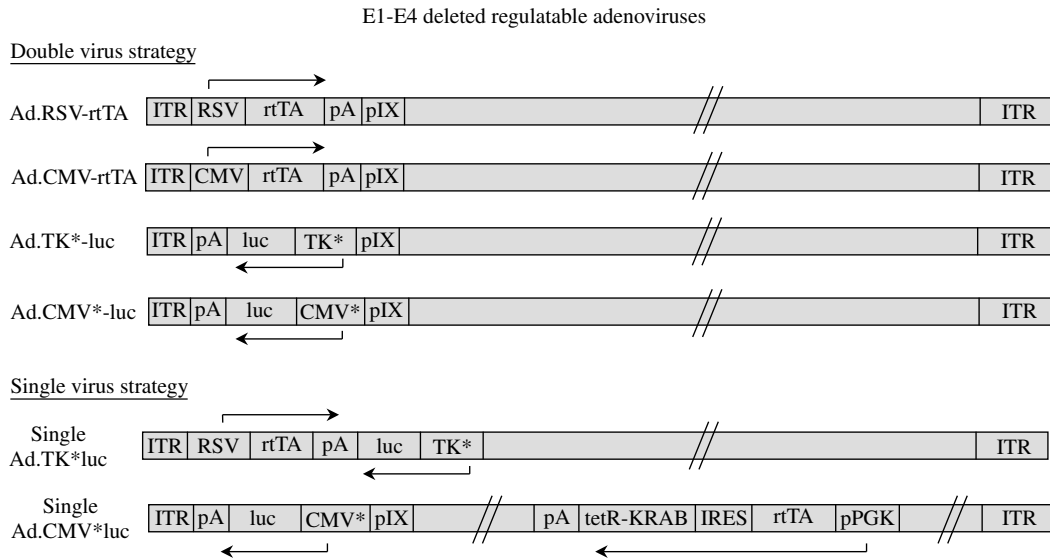 E1-E4 deleted regulatable adenoviruses
Double virus strategy
Ad.RSV-rtTA ITR RSV rtTA pA pIX ITR
Ad.CMV-rtTA ITR CMV rtTA pA pIX ITR
Ad.TK*-luc ITR pA luc TK* pIX ITR
Ad.CMV*-luc ITR pA luc CMV* pIX ITR
Single virus strategy
Single
Ad.TK*luc ITR RSV rtTA pA luc TK* ITR
Single
Ad.CMV*luc ITR pA luc CMV* pIX pA tetR-KRAB IRES rtTA pPGK ITR